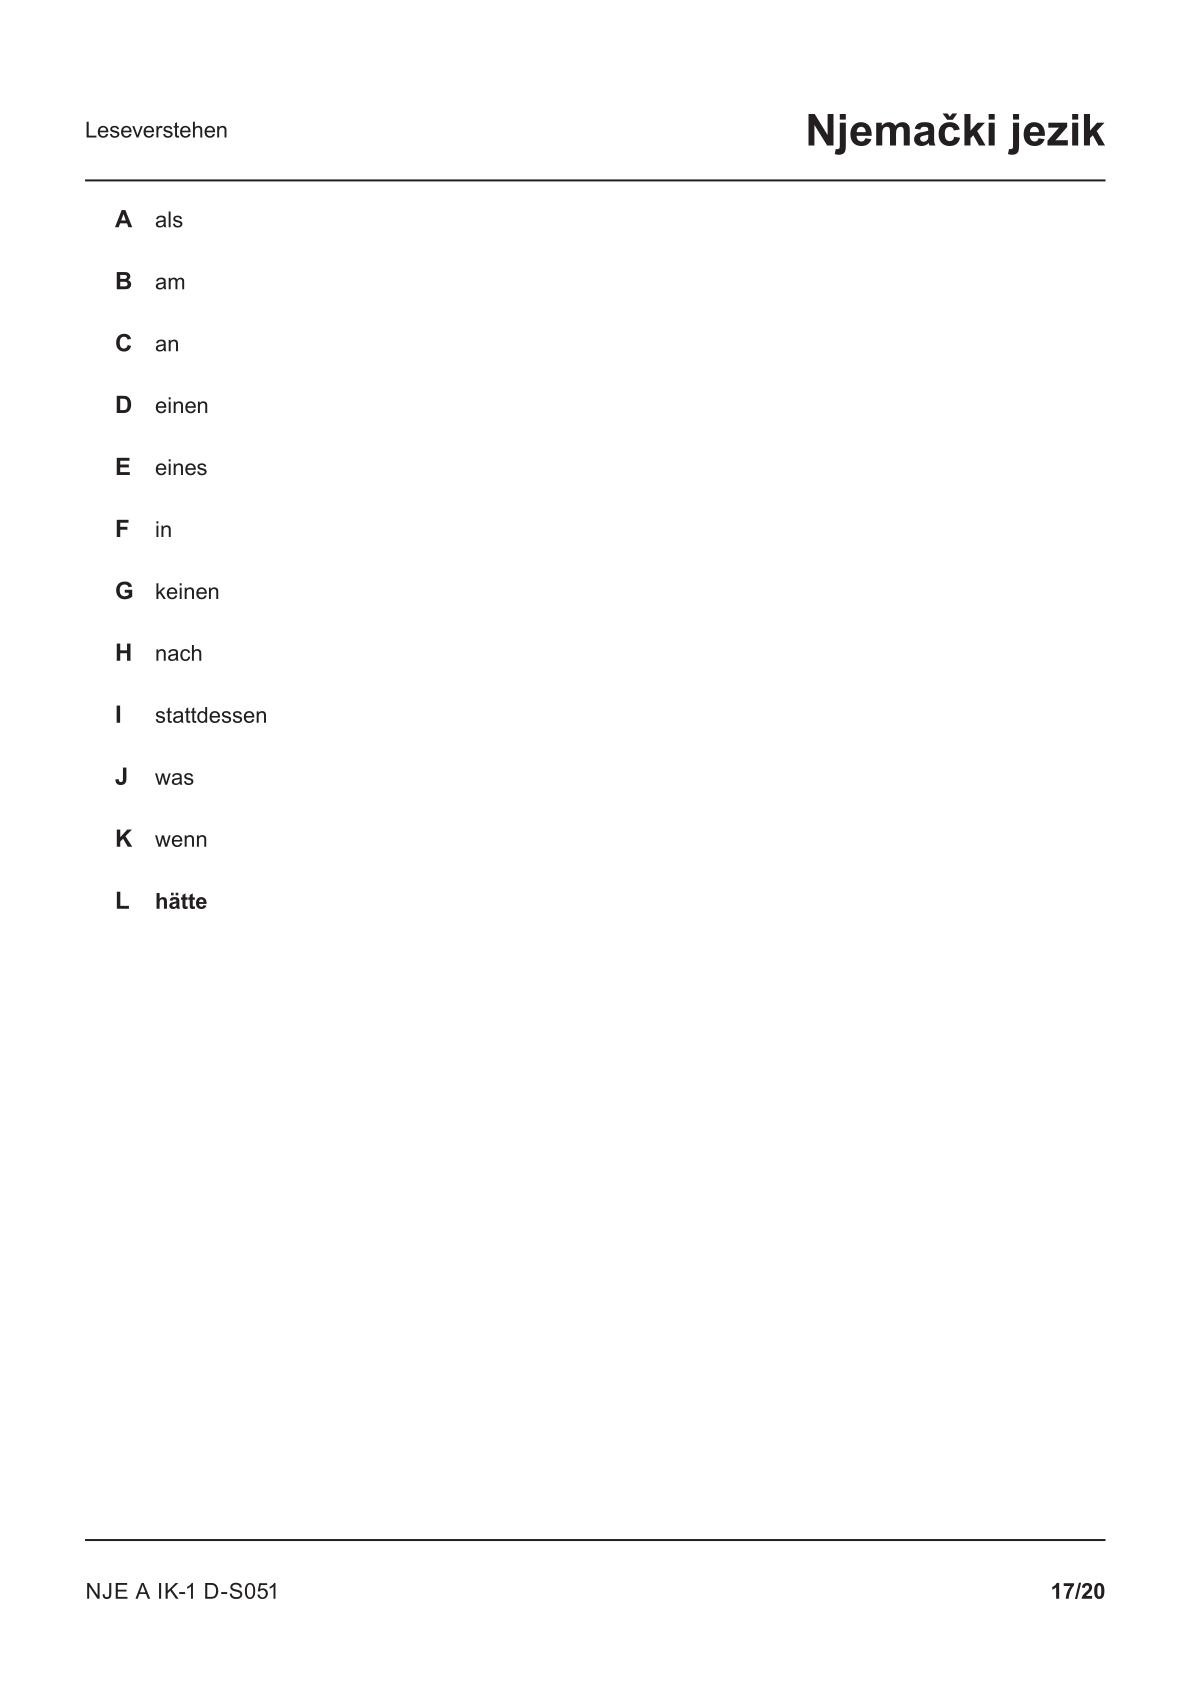 Leseverstehen
Njemački jezik
A als
B am
C an
D einen
E eines
F in
G keinen
H nach
I stattdessen
J was
K wenn
L hätte
NJE A IK-1 D-S051
17/20